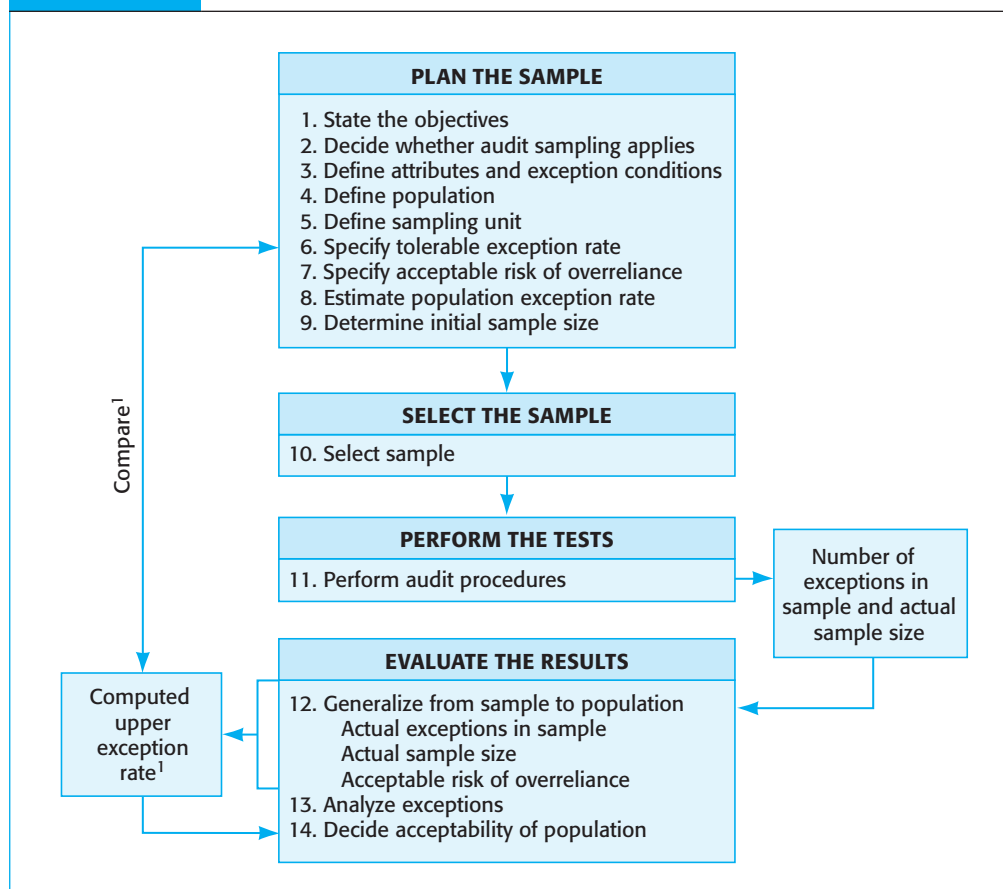 PLAN THE SAMPLE
1. State the objectives
2. Decide whether audit sampling applies
3. Define attributes and exception conditions
4. Define population
5. Define sampling unit
6. Specify tolerable exception rate
7. Specify acceptable risk of overreliance
8. Estimate population exception rate
9. Determine initial sample size
Compare¹
SELECT THE SAMPLE
10. Select sample
PERFORM THE TESTS
11. Perform audit procedures
Number of
exceptions in
sample and actual
sample size
EVALUATE THE RESULTS
12. Generalize from sample to population
Actual exceptions in sample
Actual sample size
Acceptable risk of overreliance
13. Analyze exceptions
14. Decide acceptability of population
Computed
upper
exception
rate¹